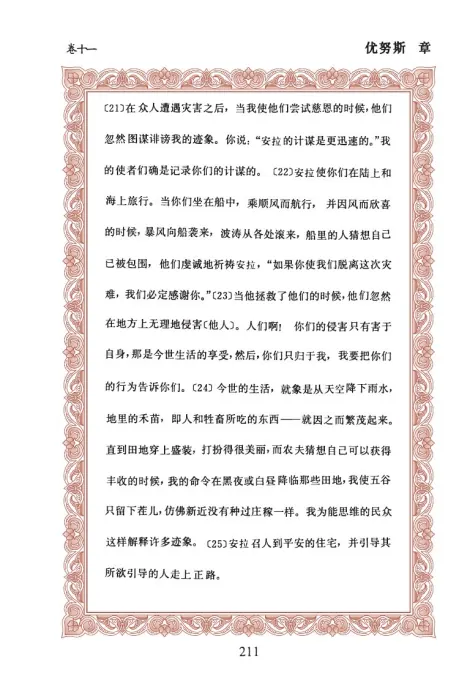 卷十一
优努斯 章
〔21〕在众人遭遇灾害之后，当我使他们尝试慈恩的时候，他们
忽然图谋诽谤我的迹象。你说：“安拉的计谋是更迅速的。”我
的使者们确是记录你们的计谋的。〔22〕安拉使你们在陆上和
海上旅行。当你们坐在船中，乘顺风而航行， 并因风而欣喜
的时候，暴风向船袭来，波涛从各处滚来，船里的人猜想自己
已被包围，他们虔诚地祈祷安拉，“如果你使我们脱离这次灾
难，我们必定感谢你。”〔23〕当他拯救了他们的时候，他们忽然
在地方上无理地侵害〔他人〕。人们啊！ 你们的侵害只有害于
自身，那是今世生活的享受，然后，你们只归于我，我要把你们
的行为告诉你们。〔24〕今世的生活，就象是从天空降下雨水，
地里的禾苗，即人和牲畜所吃的东西——就因之而繁茂起来。
直到田地穿上盛装，打扮得很美丽，而农夫猜想自己可以获得
丰收的时候，我的命令在黑夜或白昼降临那些田地，我使五谷
只留下茬儿，仿佛新近没有种过庄稼一样。我为能思维的民众
这样解释许多迹象。〔25〕安拉召人到平安的住宅，并引导其
所欲引导的人走上正路。
211